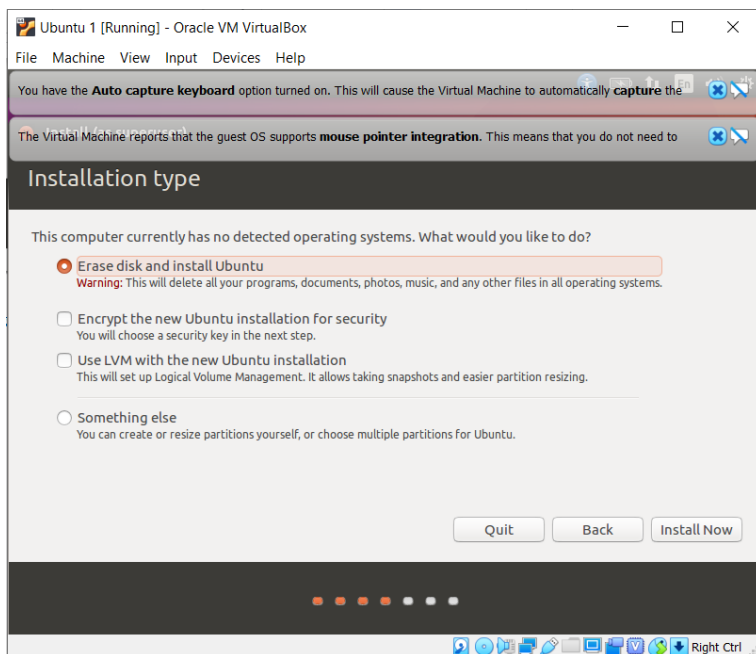 Ubuntu 1 [Running] - Oracle VM VirtualBox
File Machine View Input Devices Help
You have the Auto capture keyboard option turned on. This will cause the Virtual Machine to automatically capture the
En
Install (as superuser)
The Virtual Machine reports that the guest OS supports mouse pointer integration. This means that you do not need to
Installation type
This computer currently has no detected operating systems. What would you like to do?
Erase disk and install Ubuntu
Warning: This will delete all your programs, documents, photos, music, and any other files in all operating systems.
Encrypt the new Ubuntu installation for security
You will choose a security key in the next step.
Use LVM with the new Ubuntu installation
This will set up Logical Volume Management. It allows taking snapshots and easier partition resizing.
Something else
You can create or resize partitions yourself, or choose multiple partitions for Ubuntu.
Quit Back Install Now
Right Ctrl